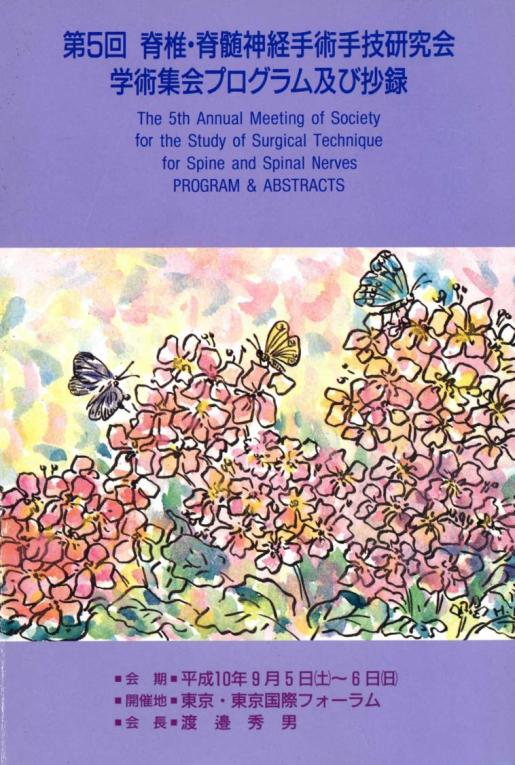 第5回 脊椎・脊髄神経手術手技研究会
学術集会プログラム及び抄録
The 5th Annual Meeting of Society
for the Study of Surgical Technique
for Spine and Spinal Nerves
PROGRAM & ABSTRACTS
■会 期■平成10年9月5日㈯～6日㈰
■開催地■東京・東京国際フォーラム
■会 長■渡 邉 秀 男